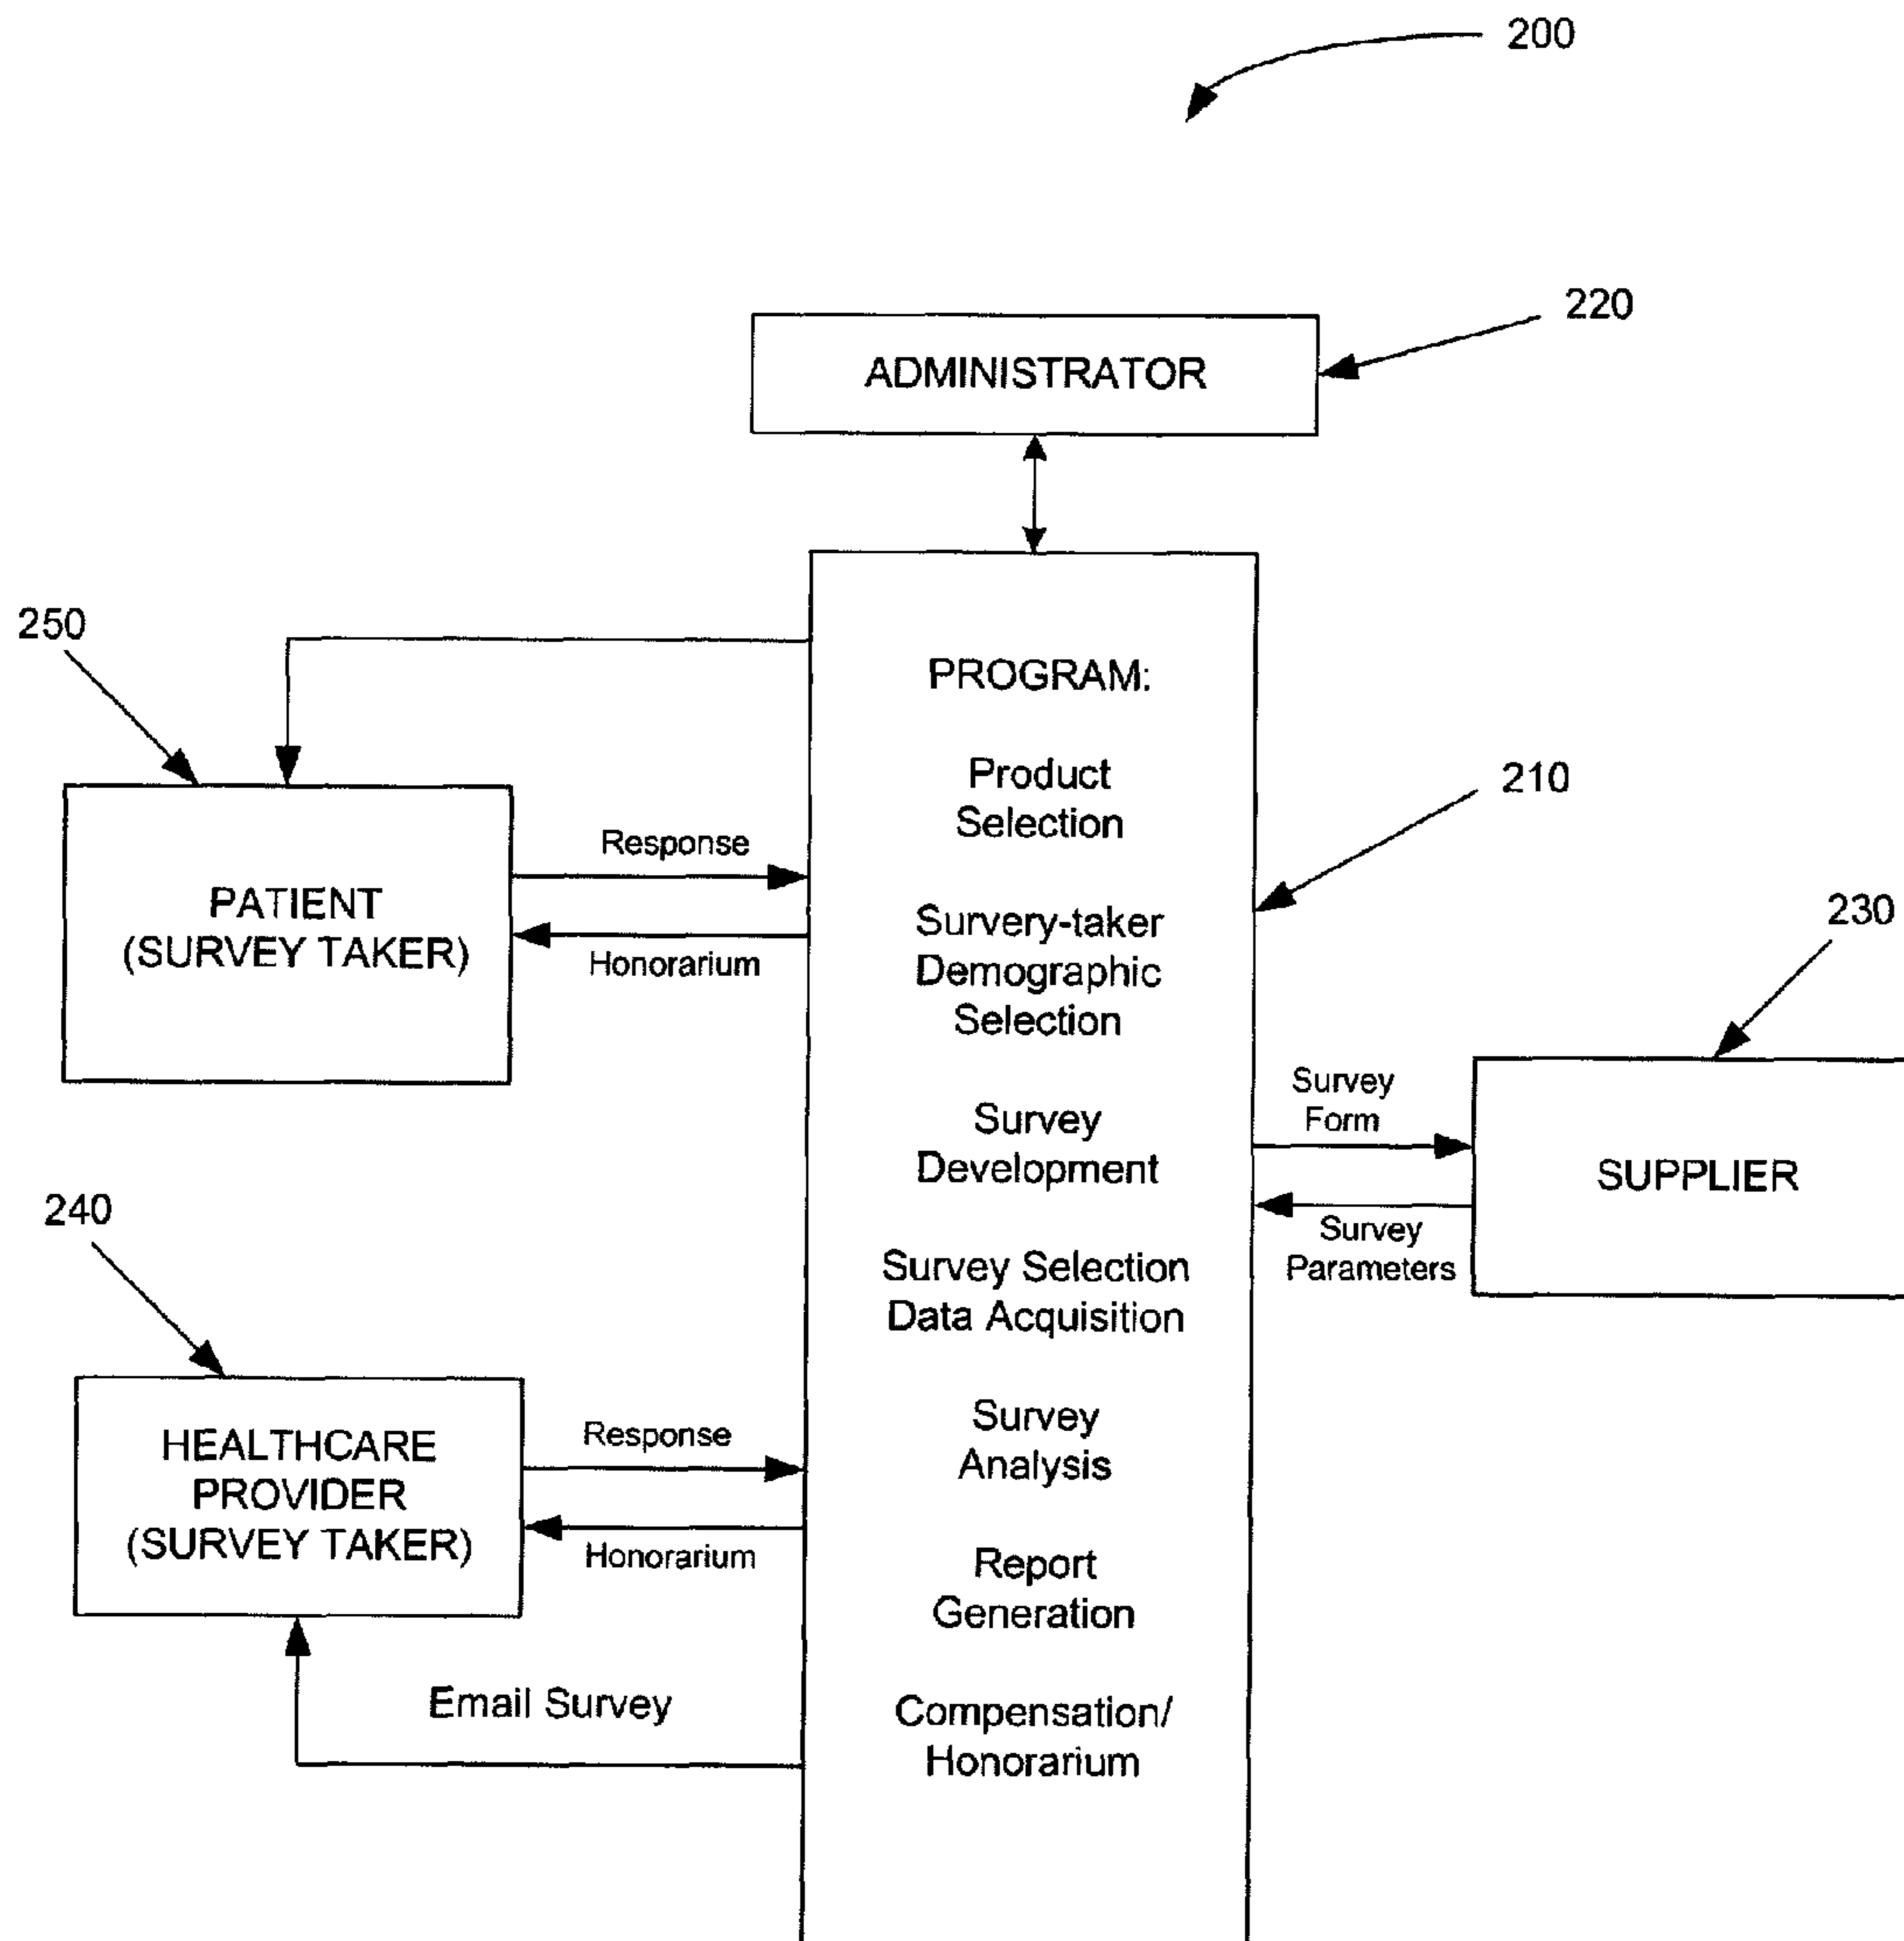 200
220
ADMINISTRATOR
250
PROGRAM:
Product
Selection
210
Response
PATIENT
(SURVEY TAKER)
Honorarium
Survery-taker
Demographic
Selection
230
Survey
Form
Survey
Development
SUPPLIER
Survey
Parameters
240
Survey Selection
Data Acquisition
Response
HEALTHCARE
PROVIDER
(SURVEY TAKER)
Honorarium
Survey
Analysis
Report
Generation
Email Survey
Compensation/
Honorarium